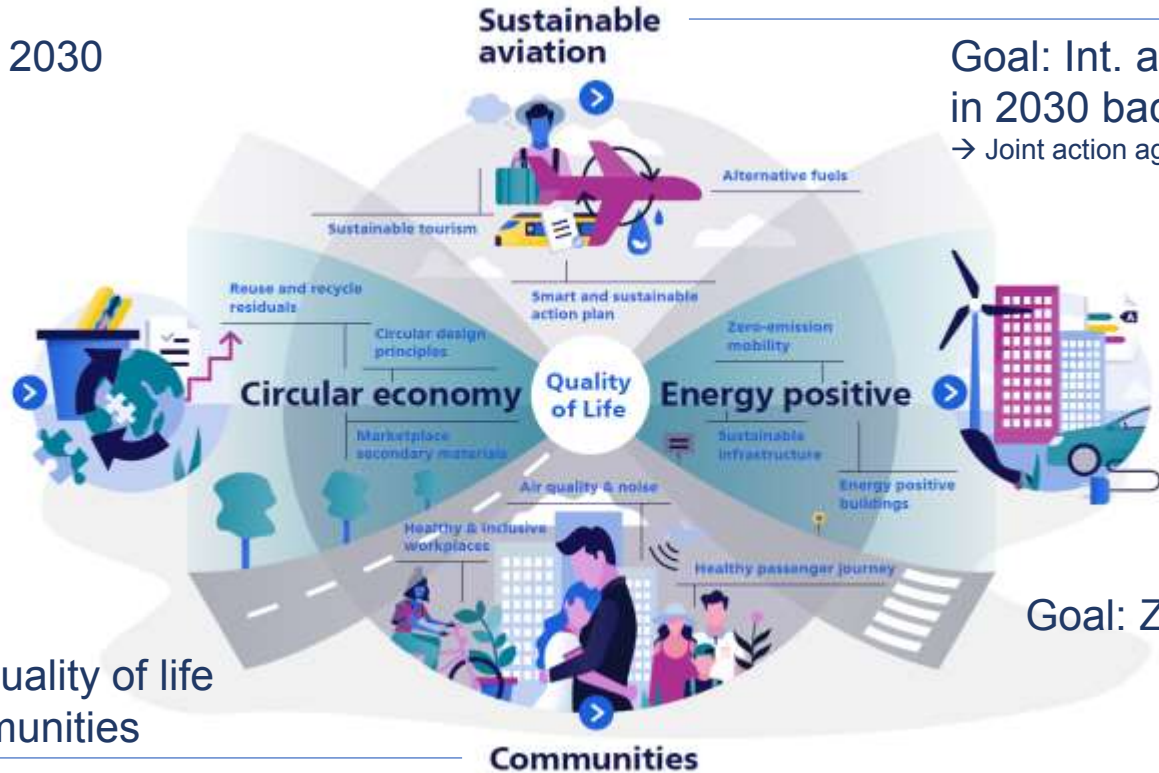 Sustainable
aviation
2030
Goal: Int. a
in 2030 bac
→ Joint action ag
Alternative fuels
Sustainable tourism
Smart and sustainable
action plan
Reuse and recycle
residuals
Circular design
principles
Zero-emission
mobility
Circular economy
Quality
of Life
Energy positive
Marketplace
secondary materials
Sustainable
infrastructure
Energy positive
buildings
Air quality & noise
Healthy & inclusive
workplaces
Healthy passenger journey
Goal: Z
uality of life
munities
Communities